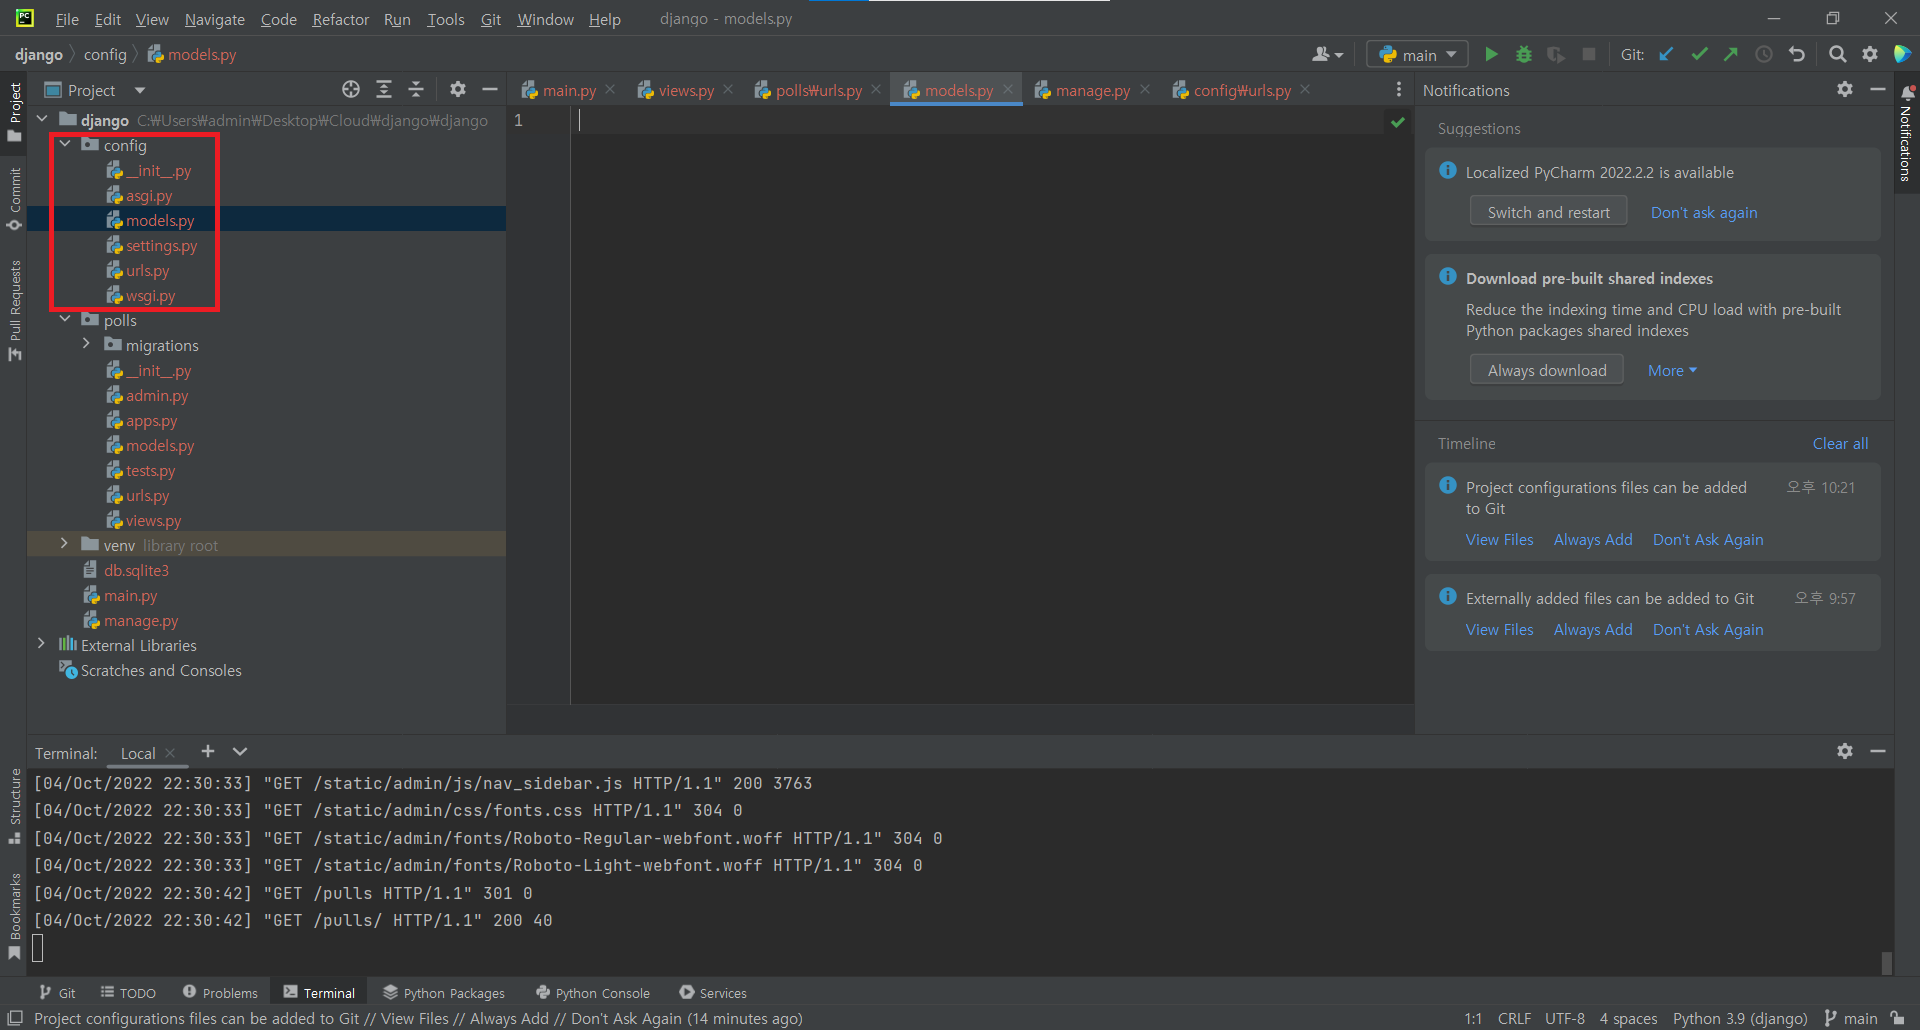 PC File Edit View Navigate Code Refactor Run Tools Git Window Help django - models.py
django config models.py main Git:
Project
Commit
Pull Requests
Structure
Bookmarks
Project
django C:₩Users₩admin₩Desktop₩Cloud₩django₩django
config
__init__.py
asgi.py
models.py
settings.py
urls.py
wsgi.py
polls
migrations
__init__.py
admin.py
apps.py
models.py
tests.py
urls.py
views.py
venv library root
db.sqlite3
main.py
manage.py
External Libraries
Scratches and Consoles
main.py views.py polls₩urls.py models.py manage.py config₩urls.py
1
Notifications
Suggestions
Localized PyCharm 2022.2.2 is available
Switch and restart Don't ask again
Download pre-built shared indexes
Reduce the indexing time and CPU load with pre-built
Python packages shared indexes
Always download More
Timeline Clear all
Project configurations files can be added 오후 10:21
to Git
View Files Always Add Don't Ask Again
Externally added files can be added to Git 오후 9:57
View Files Always Add Don't Ask Again
Notifications
Terminal: Local
[04/Oct/2022 22:30:33] "GET /static/admin/js/nav_sidebar.js HTTP/1.1" 200 3763
[04/Oct/2022 22:30:33] "GET /static/admin/css/fonts.css HTTP/1.1" 304 0
[04/Oct/2022 22:30:33] "GET /static/admin/fonts/Roboto-Regular-webfont.woff HTTP/1.1" 304 0
[04/Oct/2022 22:30:33] "GET /static/admin/fonts/Roboto-Light-webfont.woff HTTP/1.1" 304 0
[04/Oct/2022 22:30:42] "GET /pulls HTTP/1.1" 301 0
[04/Oct/2022 22:30:42] "GET /pulls/ HTTP/1.1" 200 40
Git TODO Problems Terminal Python Packages Python Console Services
Project configurations files can be added to Git // View Files // Always Add // Don't Ask Again (14 minutes ago) 1:1 CRLF UTF-8 4 spaces Python 3.9 (django) main